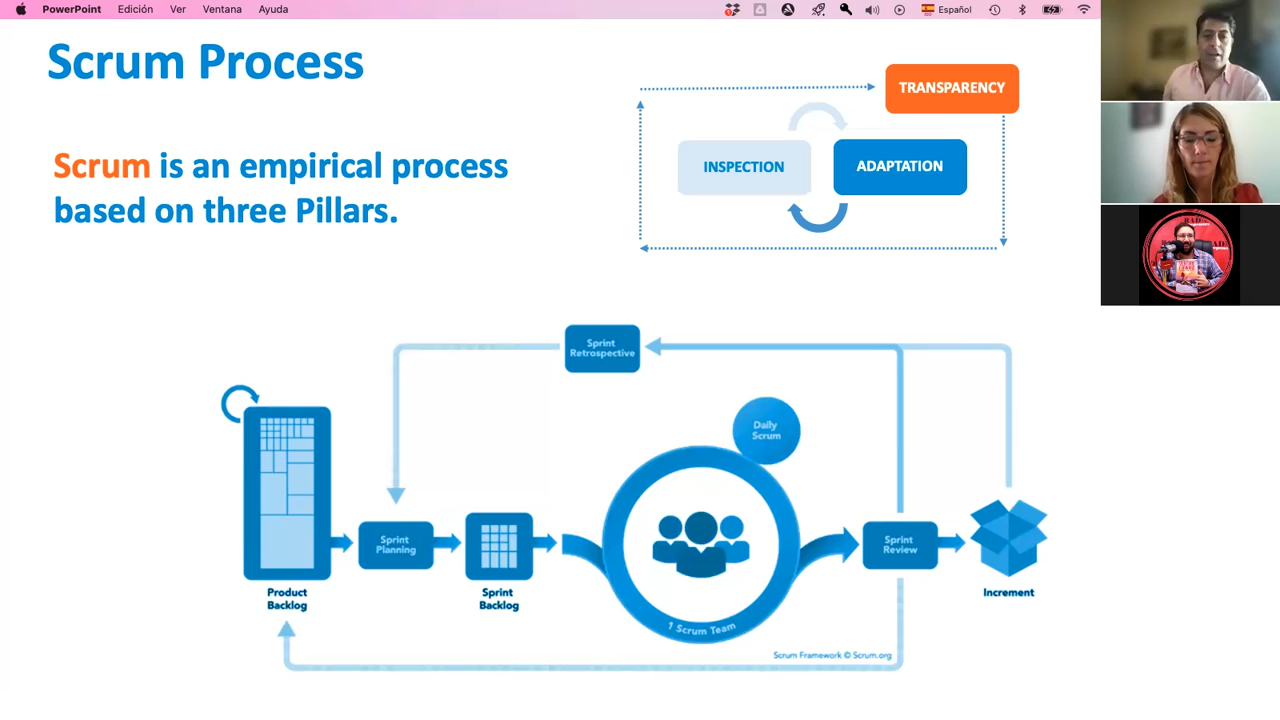 PowerPoint Edición Ver Ventana Ayuda Español
Scrum Process
TRANSPARENCY
INSPECTION
ADAPTATION
Scrum is an empirical process
based on three Pillars.
Sprint
Retrospective
Daily
Scrum
Sprint
Planning
Sprint
Review
Product
Backlog
Sprint
Backlog
Increment
1 Scrum Team
Scrum Framework © Scrum.org